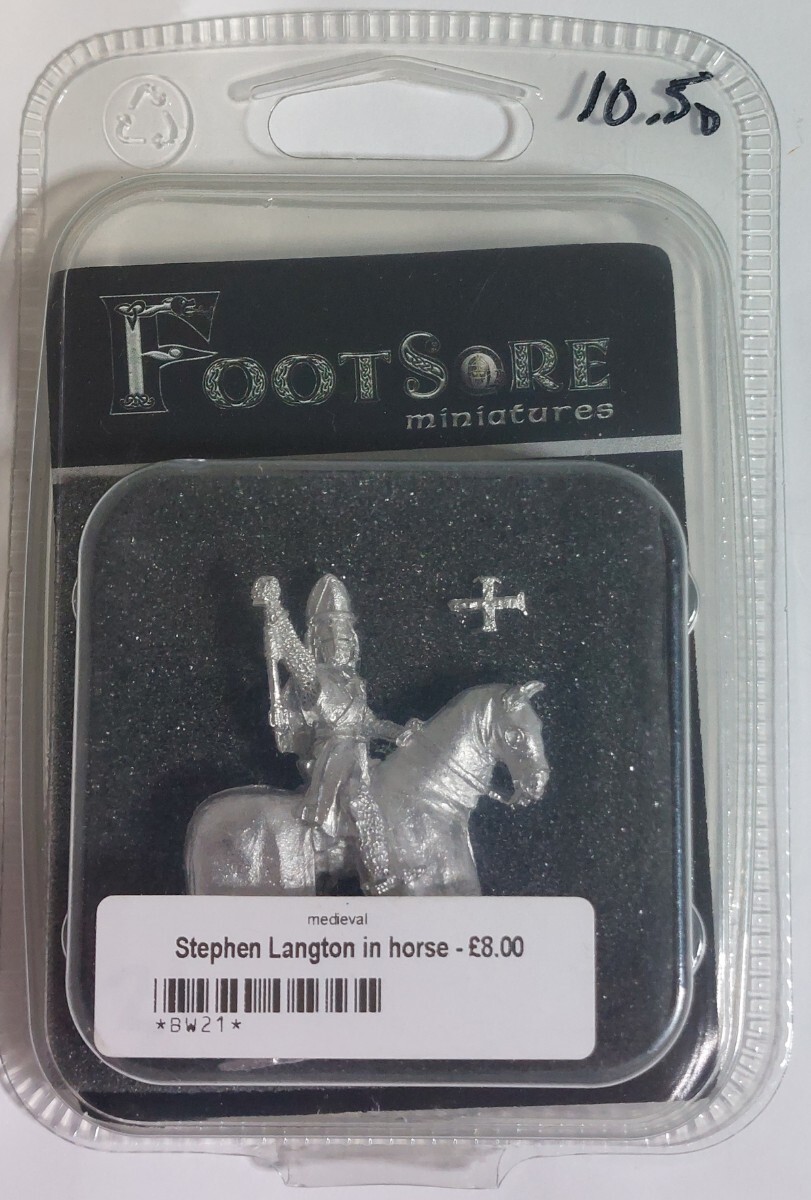 10.50
FOOTSORE
miniatures
medieval
Stephen Langton in horse - £8.00
*BW21*